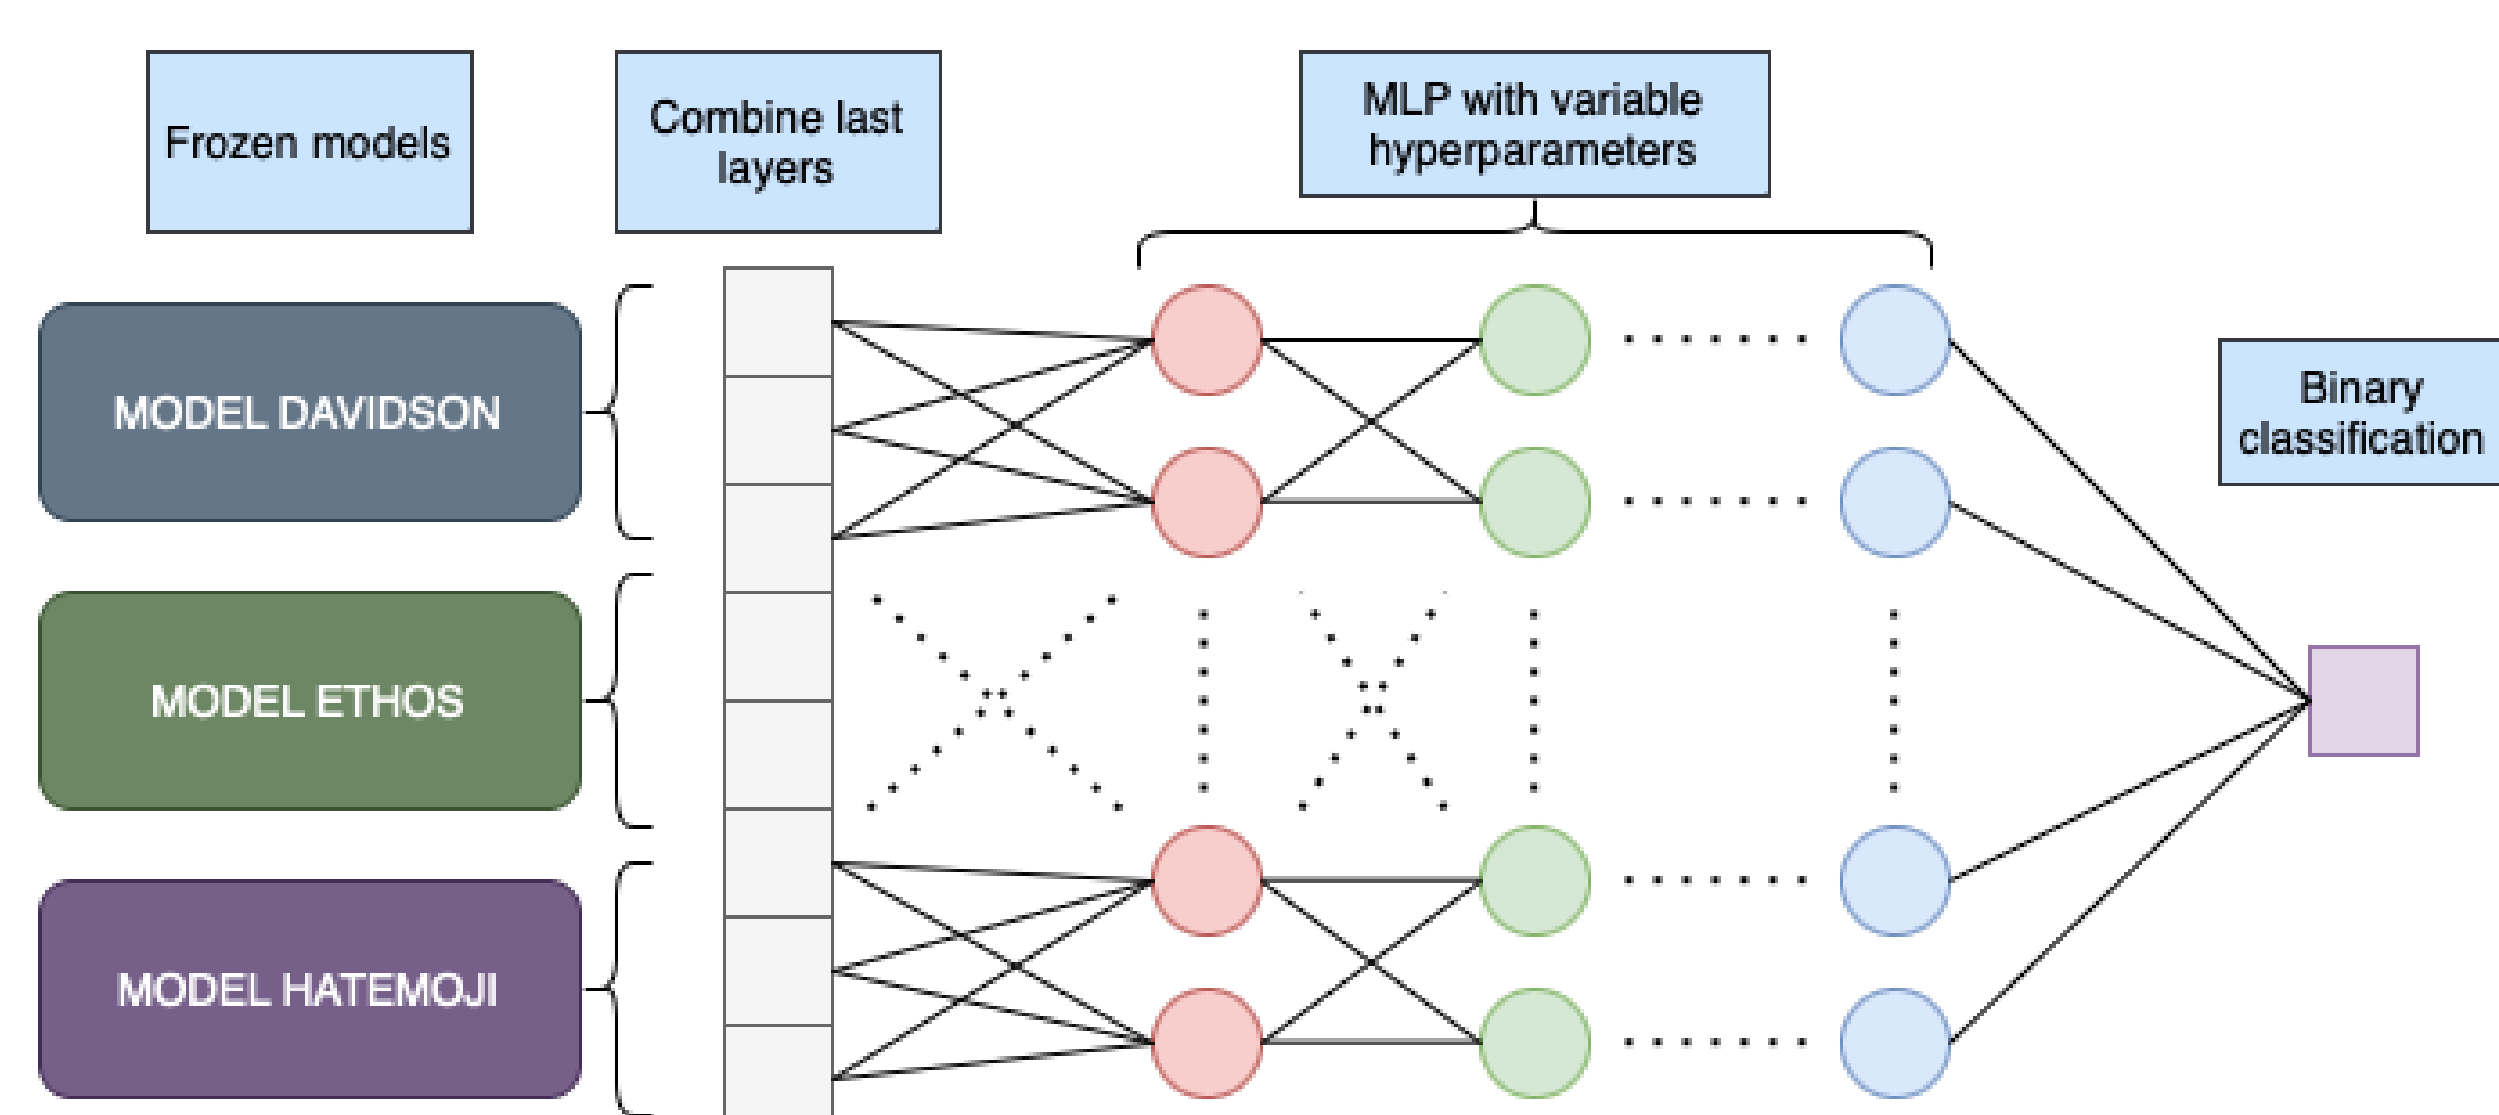 Frozen models
Combine last
layers
MLP with variable
hyperparameters
MODEL DAVIDSON
Binary
classification
MODEL ETHOS
MODEL HATEMOJI